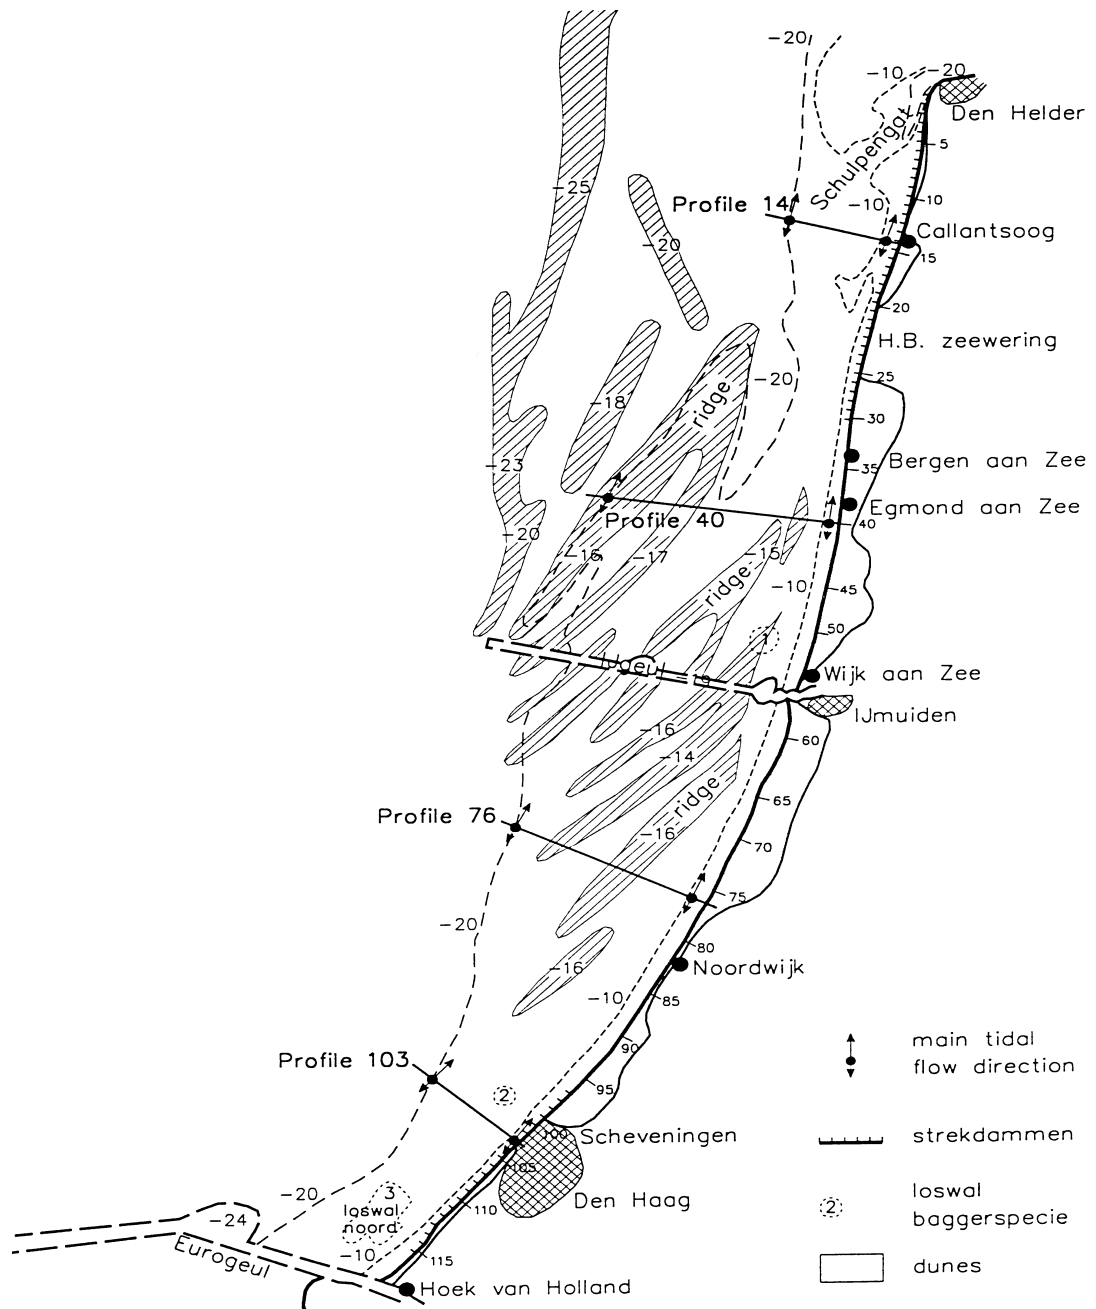 -20
-10
-20
Den Helder
5
Schulpengat
-25
10
-10
Profile 14
Callantsoog
-20
15
20
H.B. zeewering
25
-20
ridge
-18
30
Bergen aan Zee
-23
35
Egmond aan Zee
Profile 40
40
-20
-16
-17
-15
ridge
-10
45
50
1
IJgeul
Wijk aan Zee
IJmuiden
-16
60
-14
ridge
65
Profile 76
-16
70
75
-20
80
Noordwijk
-16
-10
85
90
Profile 103
95
2
100
Scheveningen
105
Den Haag
110
-20
3
loswal
noord
-24
-10
115
Eurogeul
Hoek van Holland
main tidal
flow direction
strekdammen
2
loswal
baggerspecie
dunes